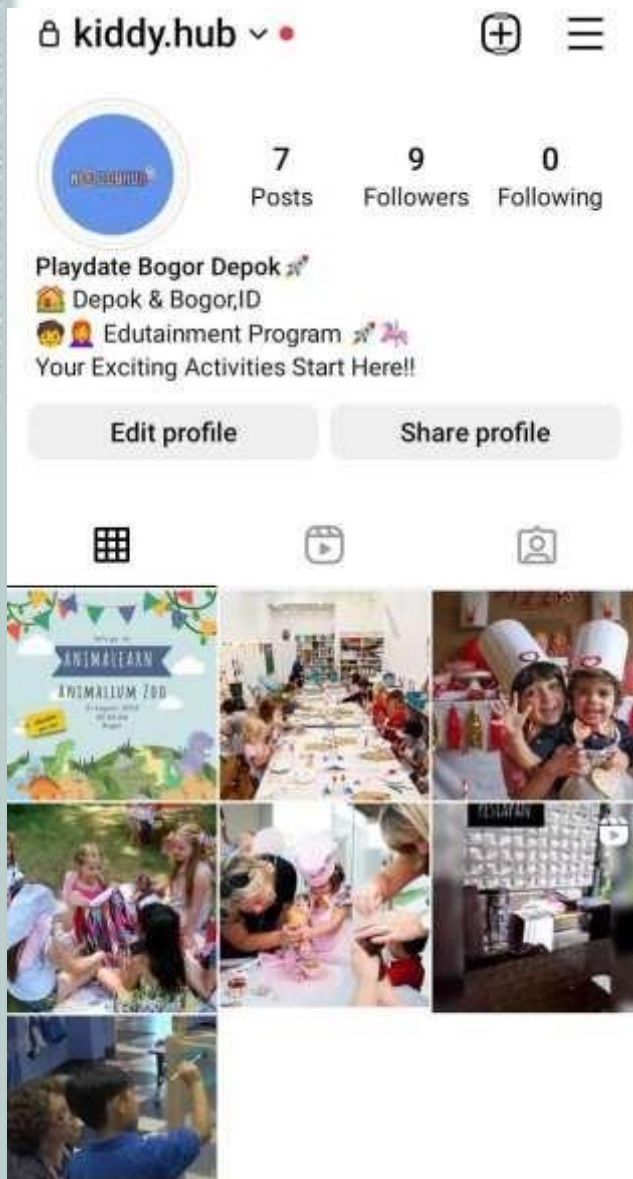 kiddy.hub
7
Posts
9
Followers
0
Following
Playdate Bogor Depok
Depok & Bogor,ID
Edutainment Program
Your Exciting Activities Start Here!!
Edit profile
Share profile
ANIMALEARN
ANIMALIUM ZOO